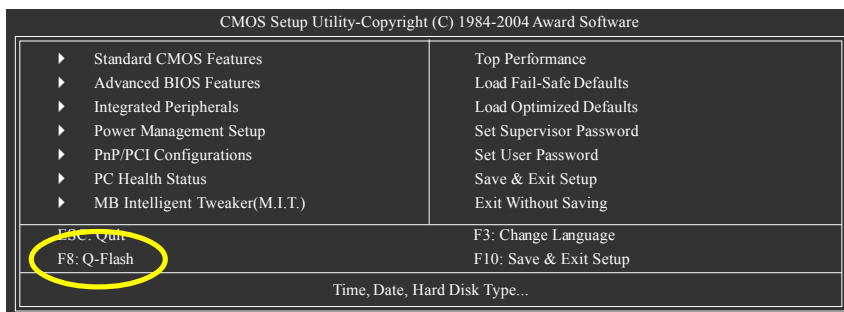 CMOS Setup Utility-Copyright (C) 1984-2004 Award Software
Standard CMOS Features
Advanced BIOS Features
Integrated Peripherals
Power Management Setup
PnP/PCI Configurations
PC Health Status
MB Intelligent Tweaker(M.I.T.)
Top Performance
Load Fail-Safe Defaults
Load Optimized Defaults
Set Supervisor Password
Set User Password
Save & Exit Setup
Exit Without Saving
ESC: Quit
F8: Q-Flash
F3: Change Language
F10: Save & Exit Setup
Time, Date, Hard Disk Type...